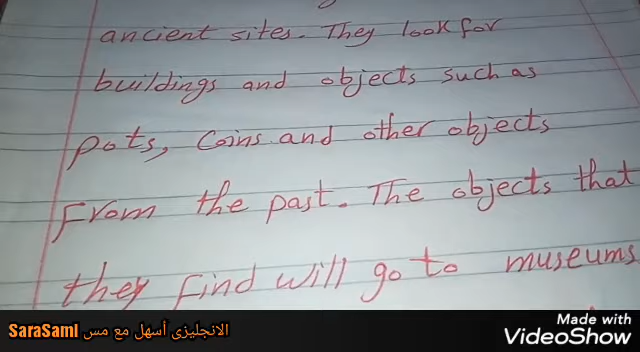 ancient sites. They look for
buildings and objects such as
pots, Coins and other objects
From the past. The objects that
they find will go to museums
الانجليزى أسهل مع مس SaraSamI
Made with
VideoShow